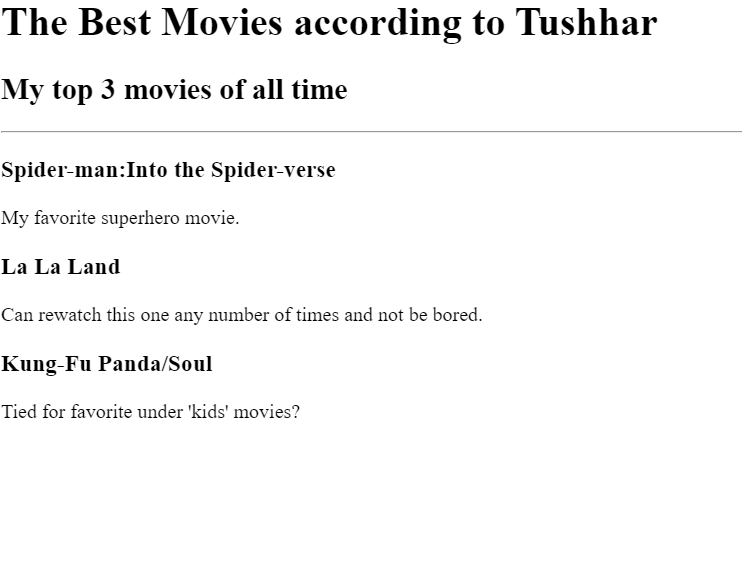 The Best Movies according to Tushhar
My top 3 movies of all time
Spider-man:Into the Spider-verse
My favorite superhero movie.
La La Land
Can rewatch this one any number of times and not be bored.
Kung-Fu Panda/Soul
Tied for favorite under 'kids' movies?